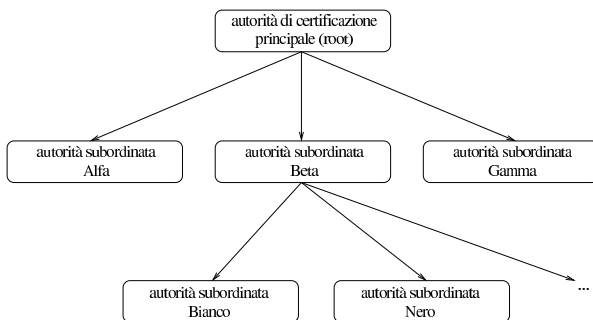 autorità di certificazione
principale (root)
autorità subordinata
Alfa
autorità subordinata
Beta
autorità subordinata
Gamma
...
autorità subordinata
Bianco
autorità subordinata
Nero